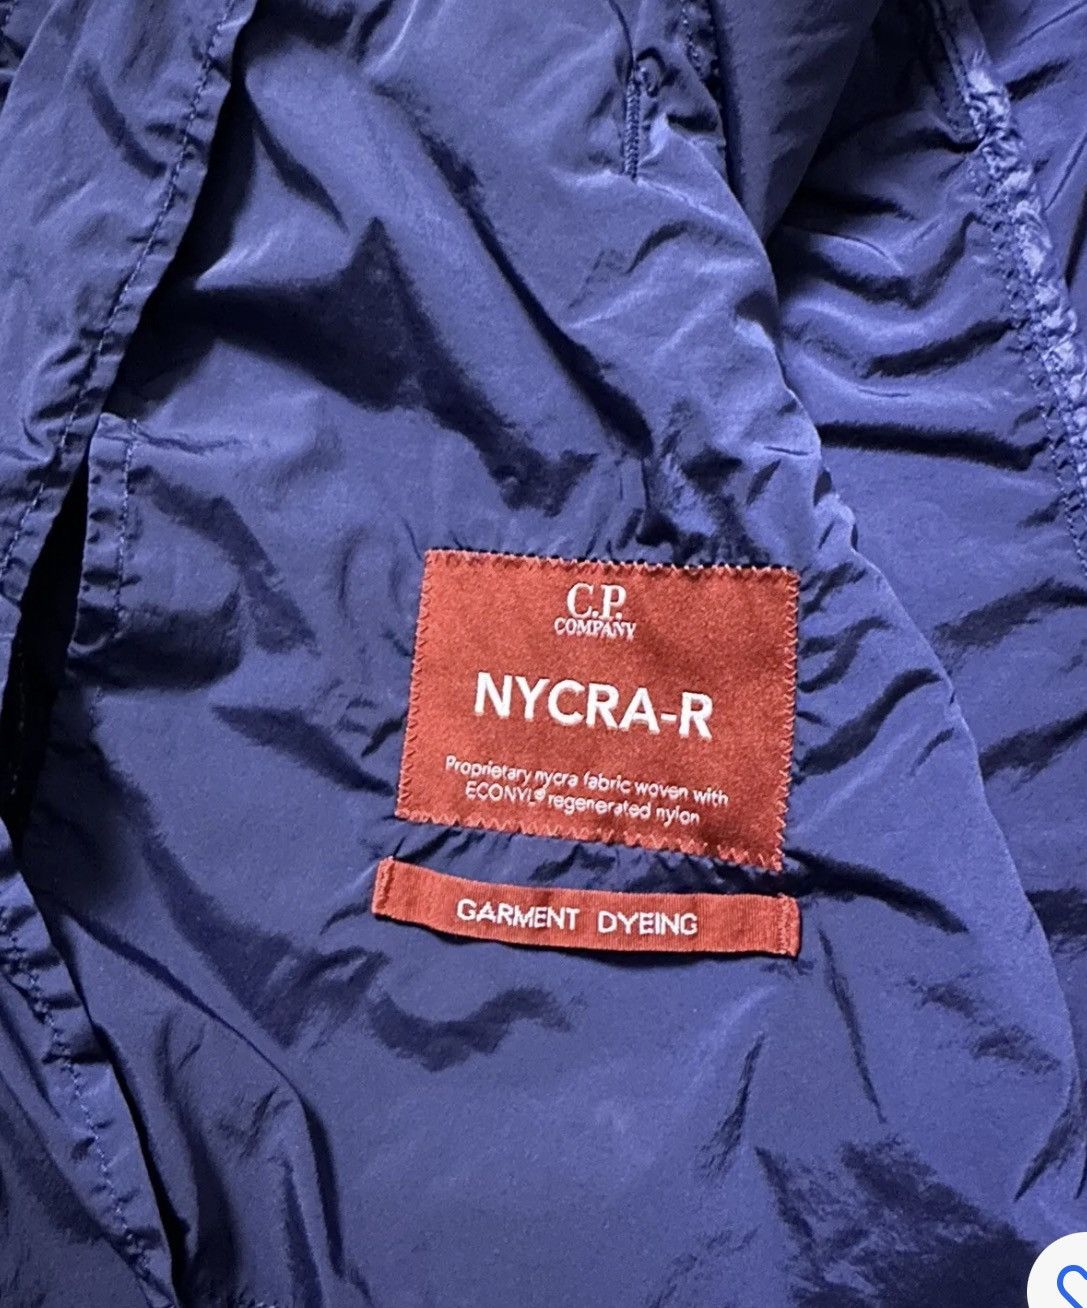 C.P.
COMPANY
NYCRA-R
Proprietary nycra fabric woven with
ECONYL® regenerated nylon
GARMENT DYEING